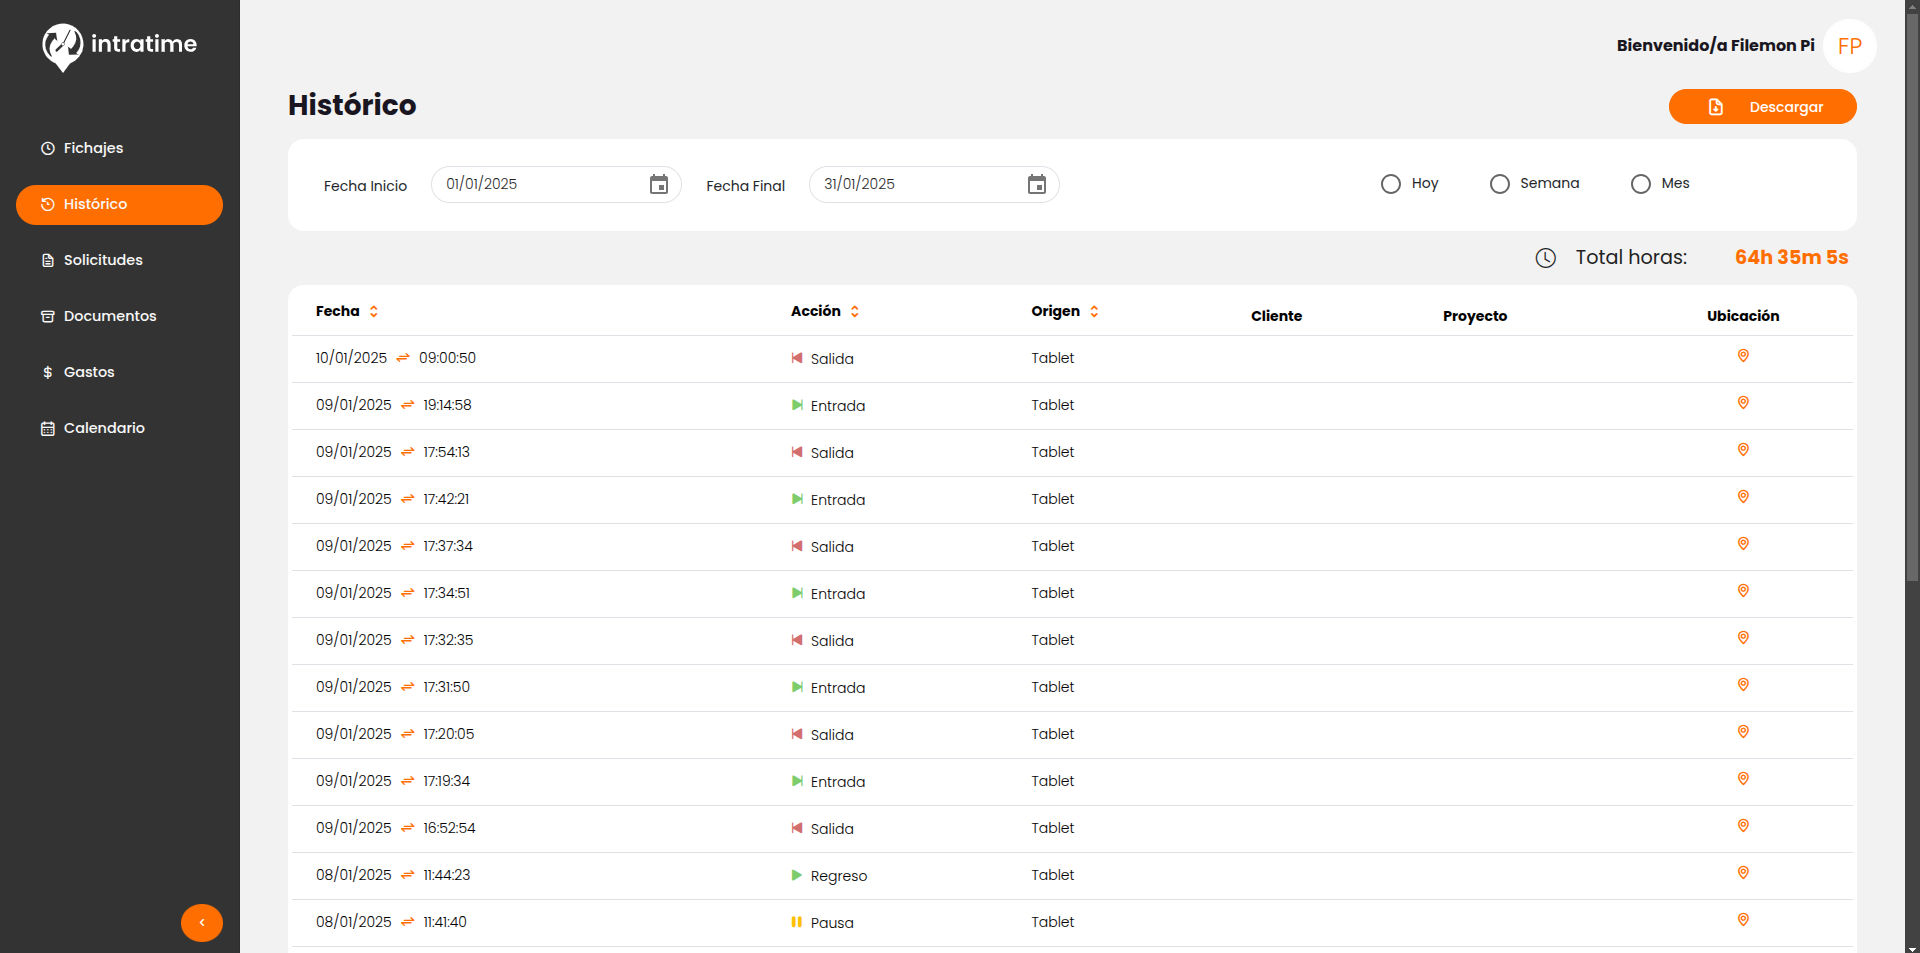 intratime
Bienvenido/a Filemon Pi
FP
Histórico
Descargar
Fichajes
Histórico
Solicitudes
Documentos
Gastos
Calendario
Fecha Inicio 01/01/2025 Fecha Final 31/01/2025 Hoy Semana Mes
Total horas: 64h 35m 5s
Fecha Acción Origen Cliente Proyecto Ubicación
10/01/2025 09:00:50 Salida Tablet
09/01/2025 19:14:58 Entrada Tablet
09/01/2025 17:54:13 Salida Tablet
09/01/2025 17:42:21 Entrada Tablet
09/01/2025 17:37:34 Salida Tablet
09/01/2025 17:34:51 Entrada Tablet
09/01/2025 17:32:35 Salida Tablet
09/01/2025 17:31:50 Entrada Tablet
09/01/2025 17:20:05 Salida Tablet
09/01/2025 17:19:34 Entrada Tablet
09/01/2025 16:52:54 Salida Tablet
08/01/2025 11:44:23 Regreso Tablet
08/01/2025 11:41:40 Pausa Tablet